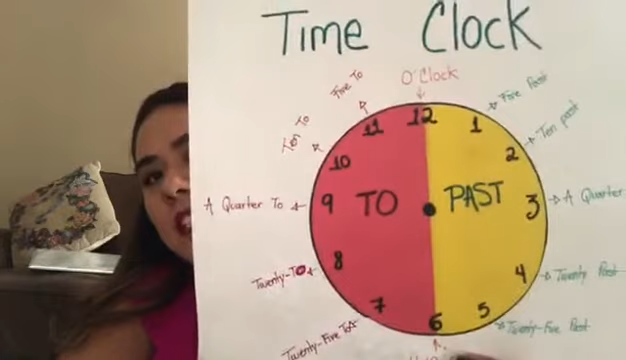 Time Clock
O'Clock
Five To
Five Past
Ten To
Ten past
12
11
1
10
2
A Quarter To
9
TO
PAST
3
A Quarter
8
4
Twenty-To
Twenty Past
7
5
6
Twenty-Five To
Twenty-Five Past